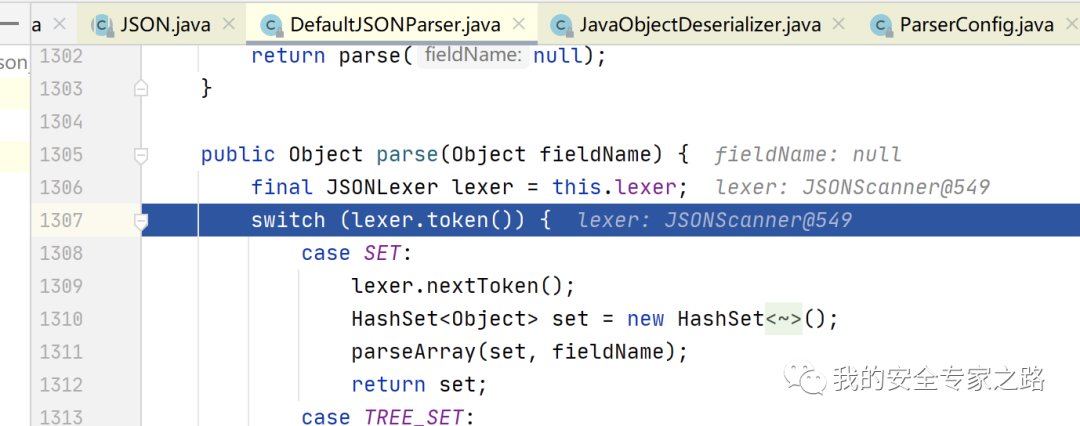 a JSON.java DefaultJSONParser.java JavaObjectDeserializer.java ParserConfig.java
1302 return parse( fieldName: null);
son_
1303 }
1304
1305 public Object parse(Object fieldName) { fieldName: null
1306 final JSONLexer lexer = this.lexer; lexer: JSONScanner@549
1307 switch (lexer.token()) { lexer: JSONScanner@549
1308 case SET:
1309 lexer.nextToken();
1310 HashSet<Object> set = new HashSet<~>();
1311 parseArray(set, fieldName);
1312 return set;
我的安全专家之路
1313 case TREE_SET: